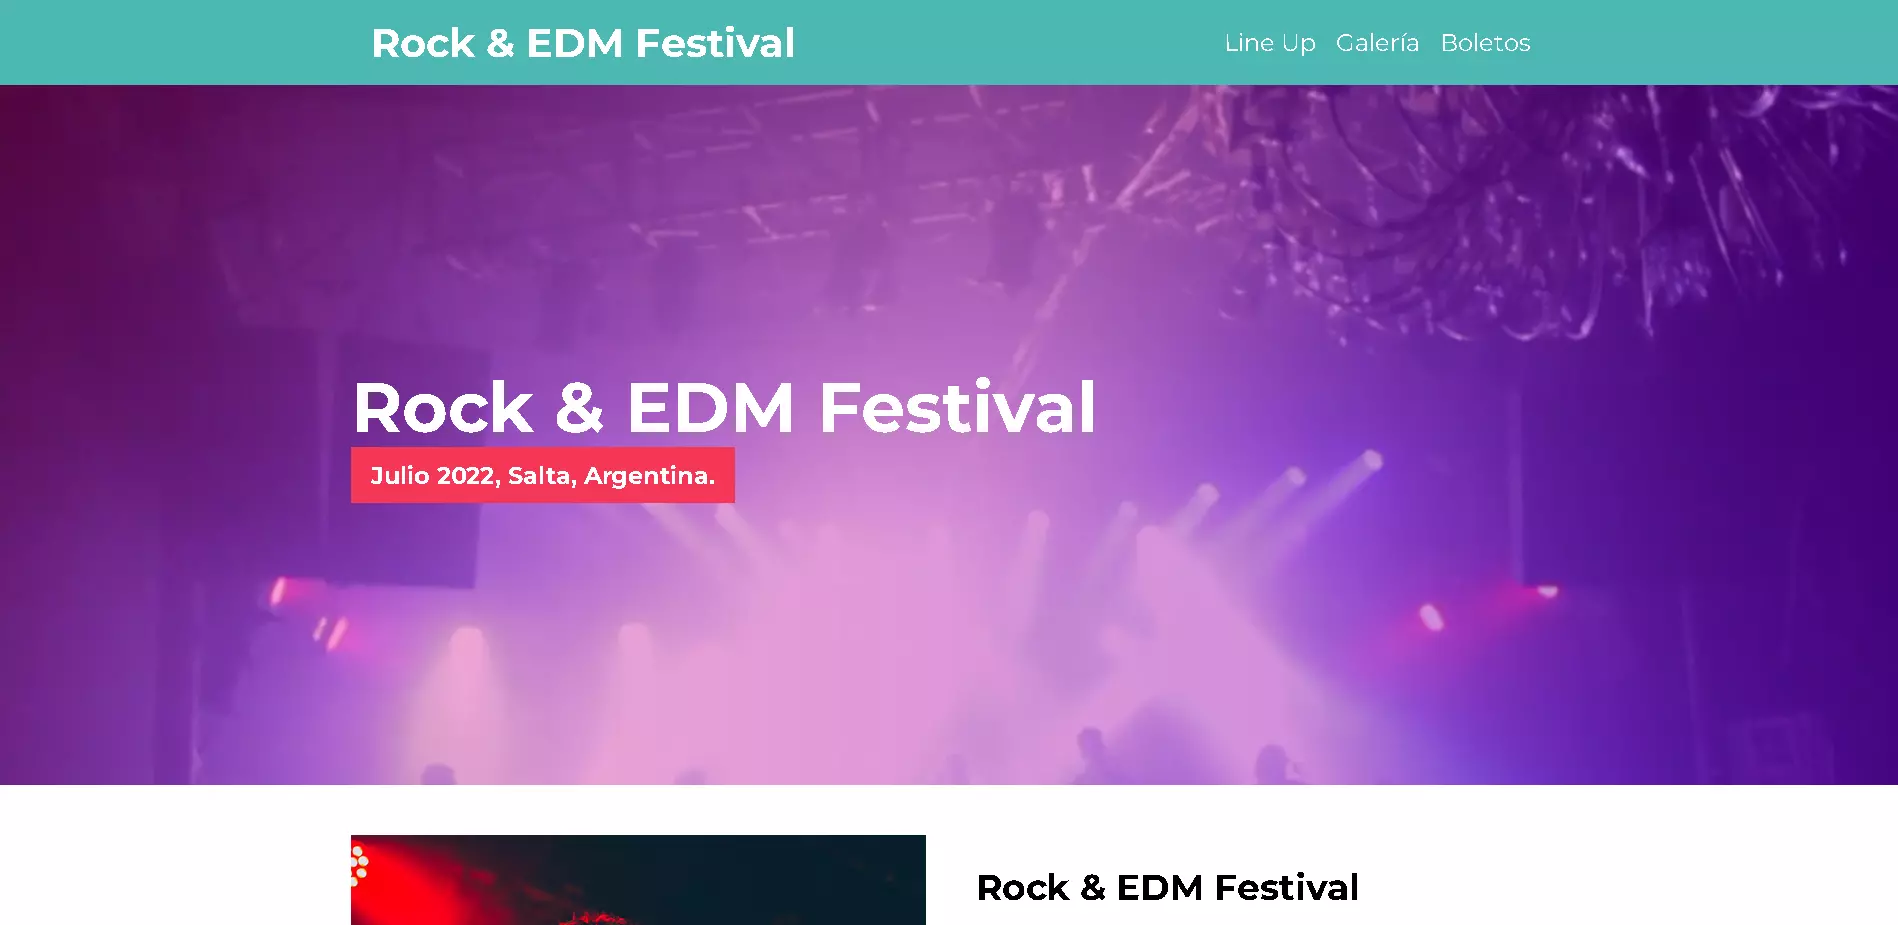 Rock & EDM Festival
Line Up Galería Boletos
Rock & EDM Festival
Julio 2022, Salta, Argentina.
Rock & EDM Festival